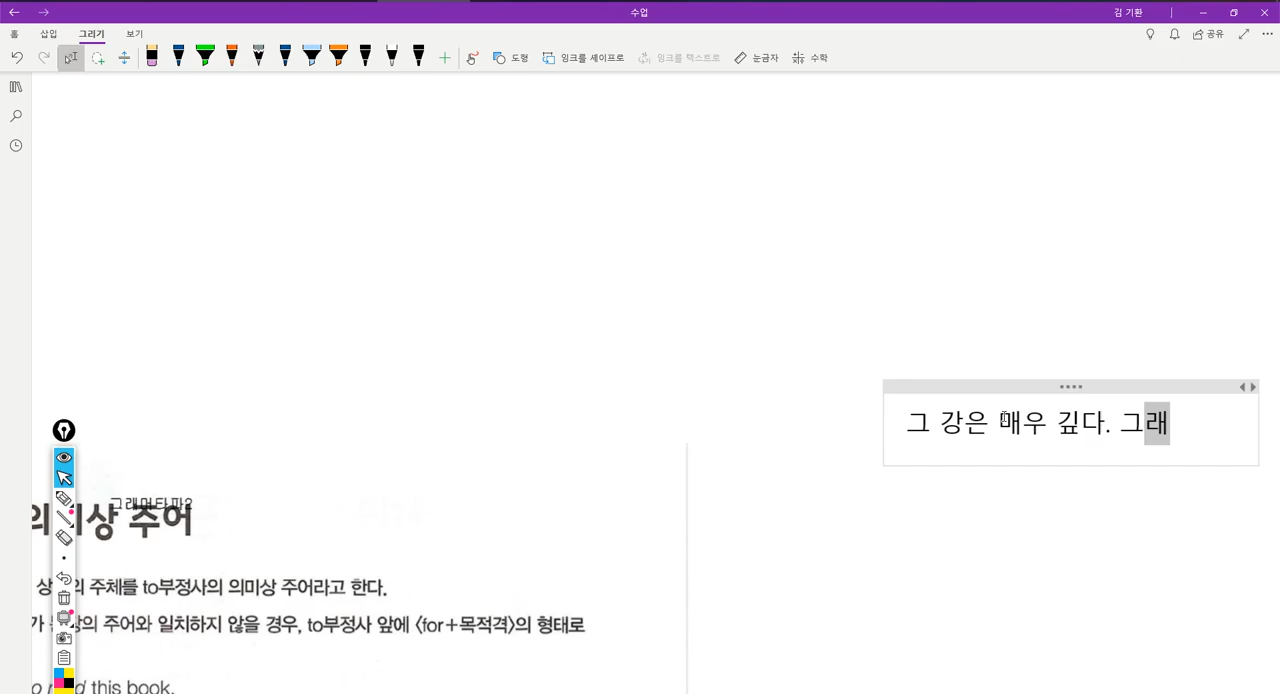 수업
김 기환
홈 삽입 그리기 보기
공유
도형 잉크를 셰이프로 잉크를 텍스트로 눈금자 수학
그 강은 매우 깊다. 그래
그래머타파2
의 의미상 주어
의 주체를 to부정사의 의미상 주어라고 한다.
의 주어와 일치하지 않을 경우, to부정사 앞에 〈for+목적격〉의 형태로
this book.